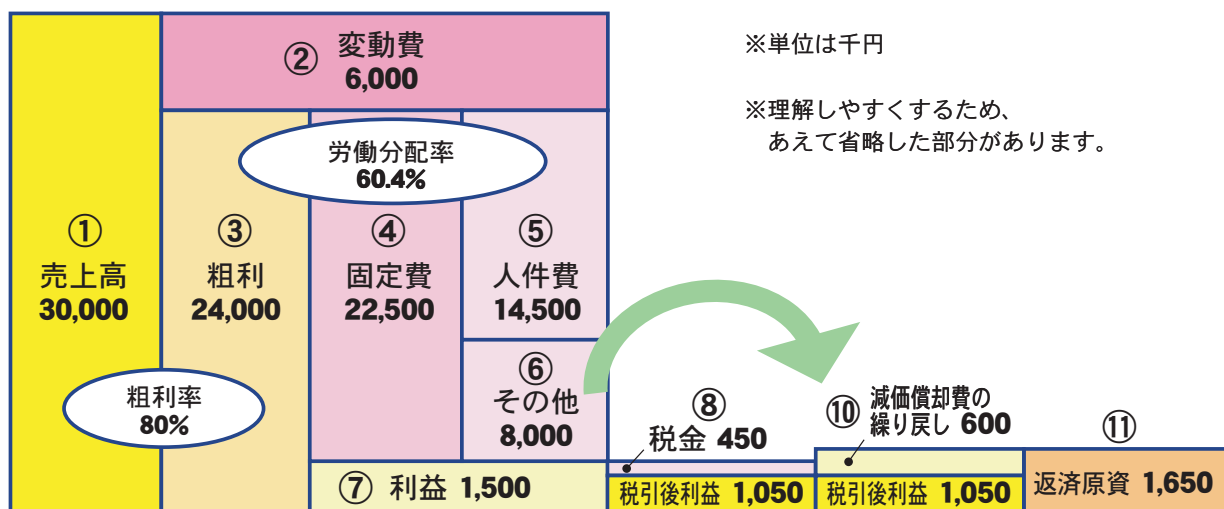 ② 変動費
6,000
※単位は千円
※理解しやすくするため、
あえて省略した部分があります。
労働分配率
60.4%
①
売上高
30,000
③
粗利
24,000
④
固定費
22,500
⑤
人件費
14,500
粗利率
80%
⑥
その他
8,000
⑦ 利益 1,500
⑧
税金 450
税引後利益 1,050
⑩ 減価償却費の
繰り戻し 600
税引後利益 1,050
⑪
返済原資 1,650